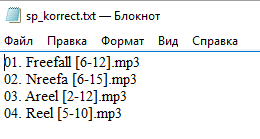 sp_korrect.txt — Блокнот
Файл Правка Формат Вид Справка
01. Freefall [6-12].mp3
02. Nreefa [6-15].mp3
03. Areel [2-12].mp3
04. Reel [5-10].mp3